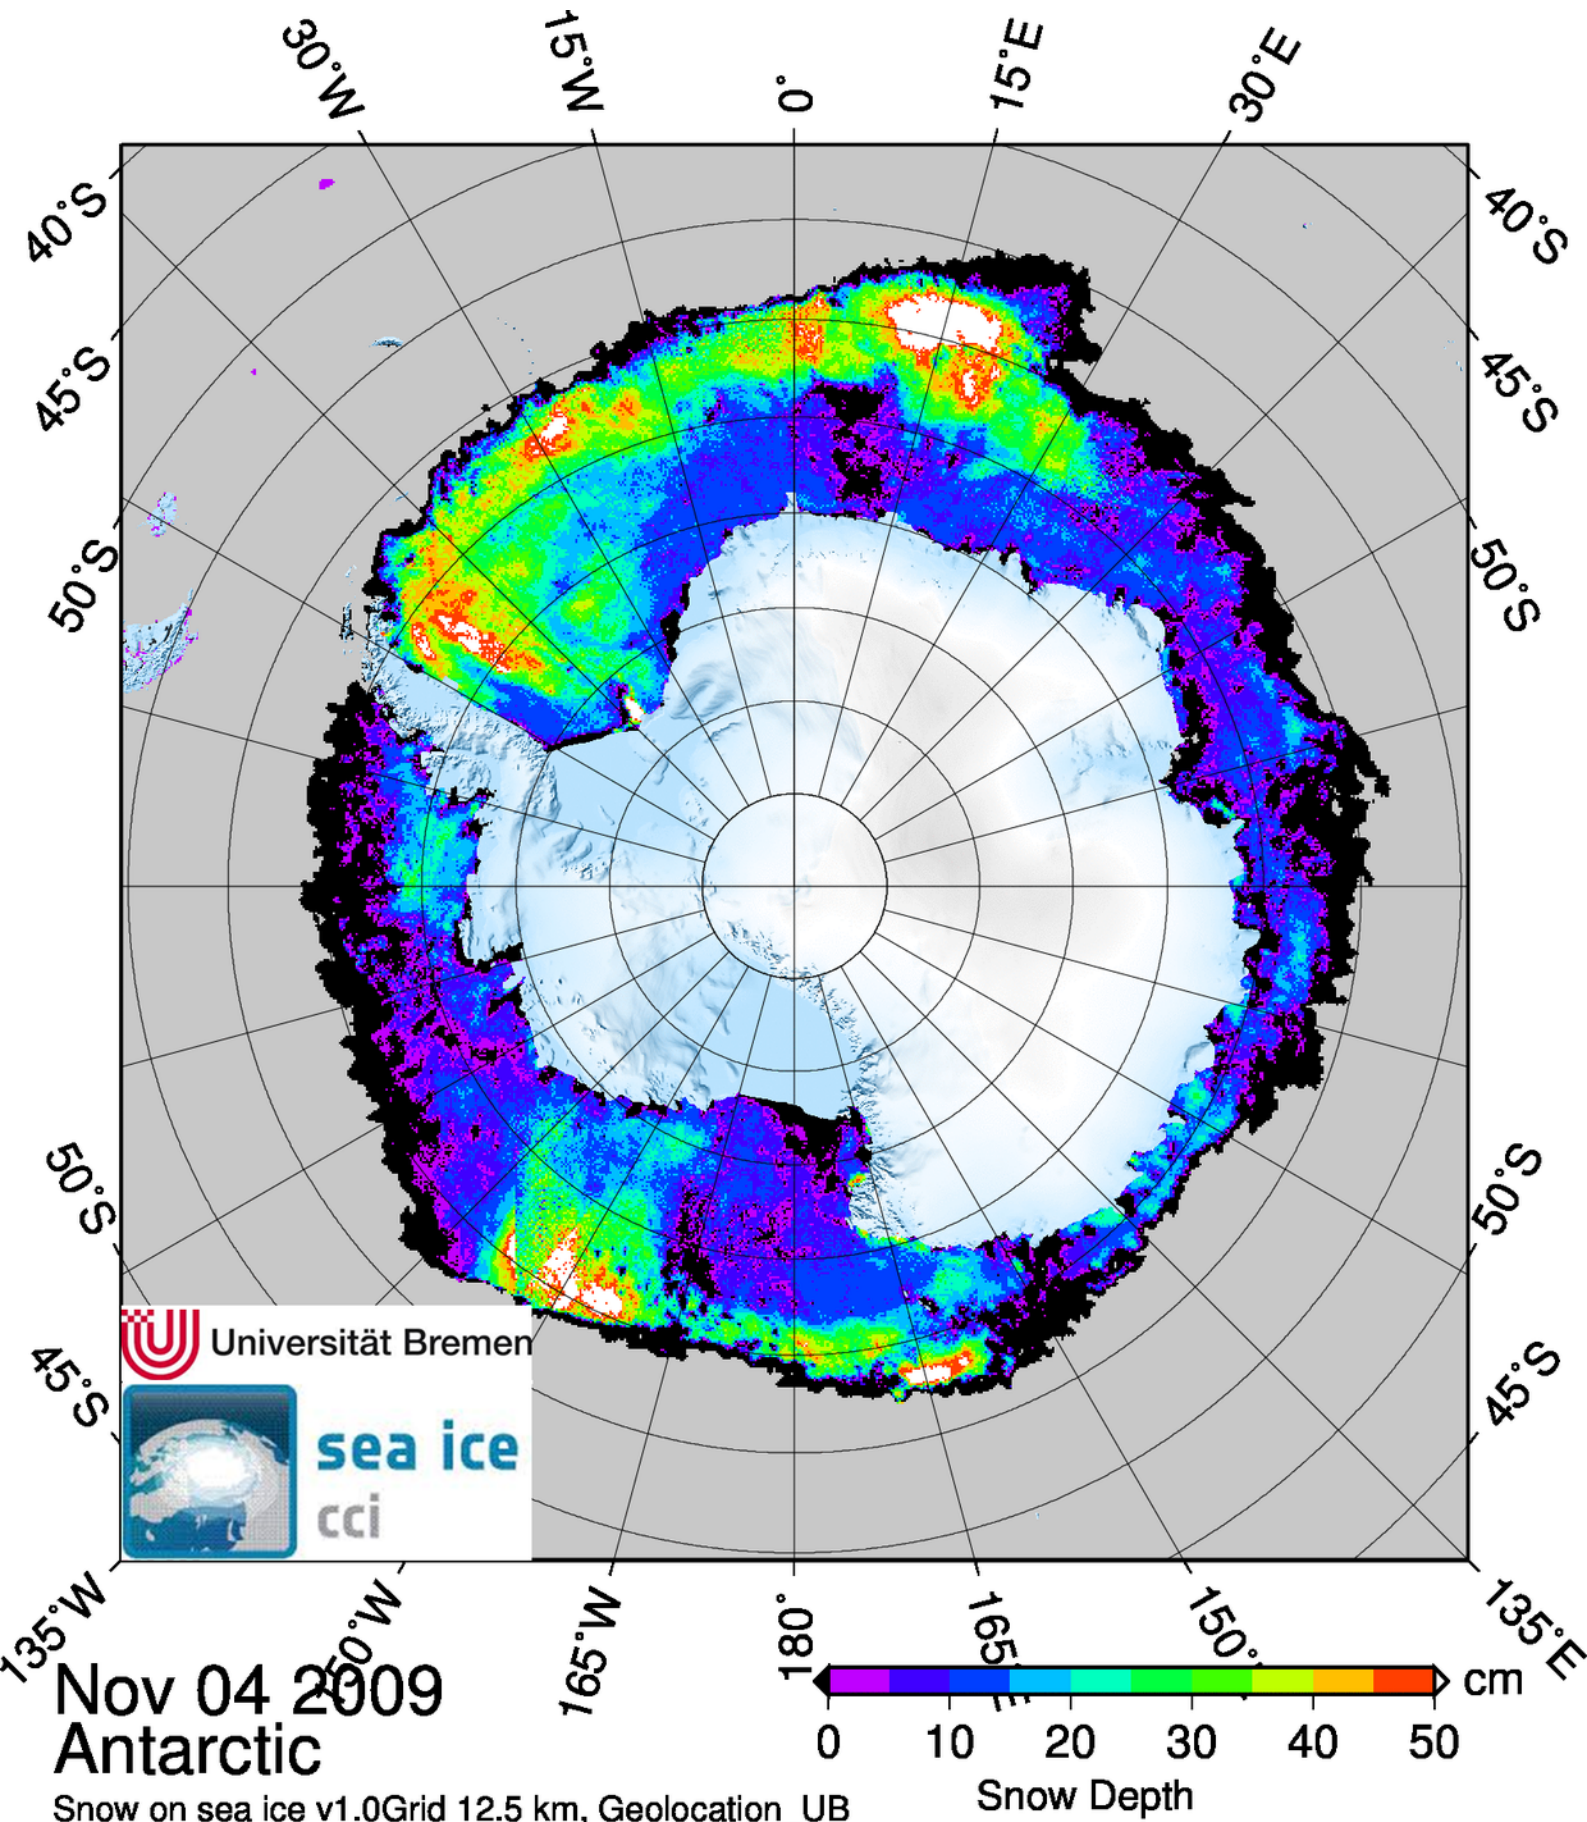 30°W 15°W 0° 15°E 30°E
40°S 40°S
45°S 45°S
50°S 50°S
50°S 50°S
45°S 45°S
Universität Bremen
sea ice
cci
135°W 165°W 180° 135°E
Nov 04 2009
Antarctic
Snow on sea ice v1.0Grid 12.5 km, Geolocation UB
cm
0 10 20 30 40 50
Snow Depth